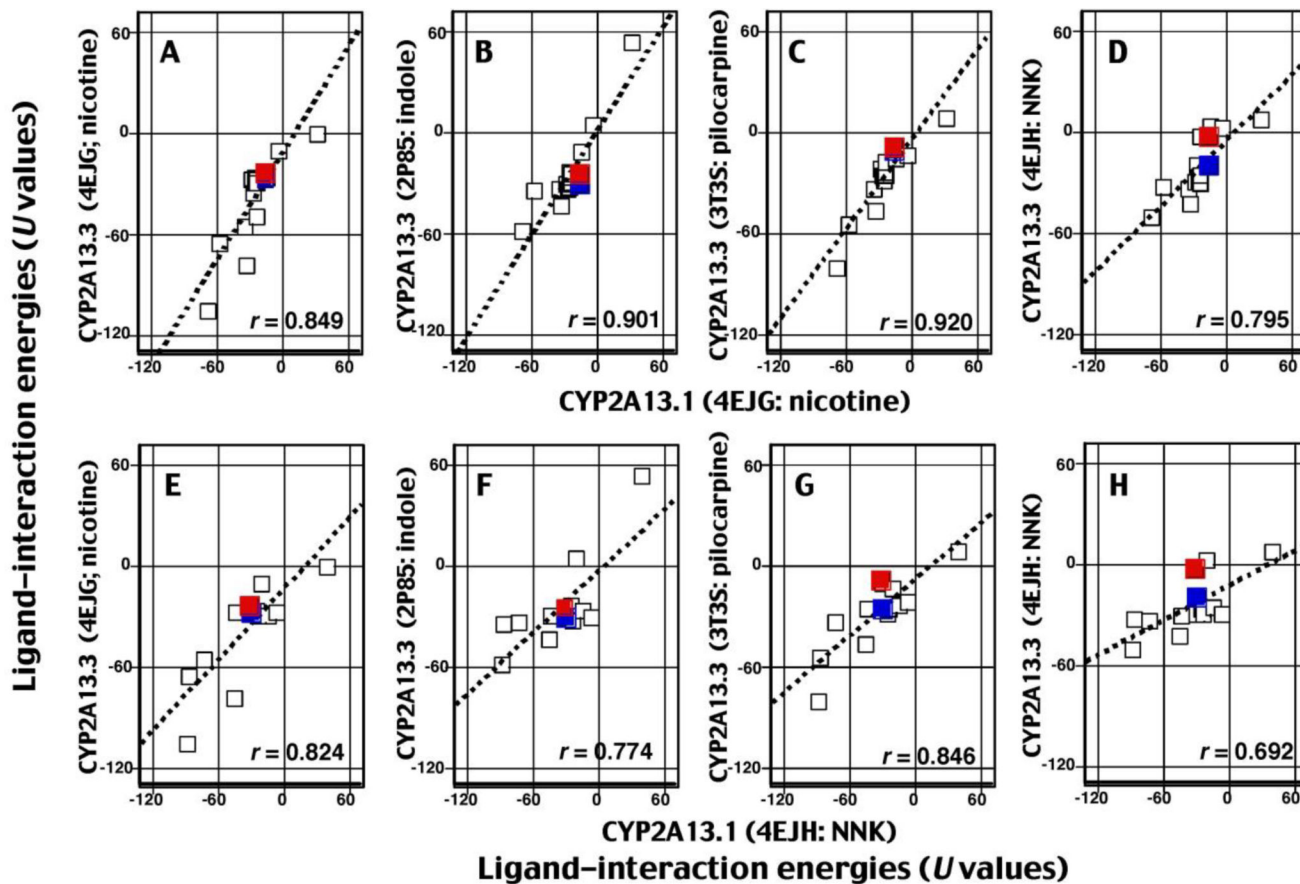 Ligand–interaction energies (U values)
CYP2A13.3 (4EJG; nicotine)
60
0
-60
-120
A
r = 0.849
-120
-60
0
60
CYP2A13.3 (2P85: indole)
60
0
-60
-120
B
r = 0.901
-120
-60
0
60
CYP2A13.3 (3T3S: pilocarpine)
60
0
-60
-120
C
r = 0.920
-120
-60
0
60
CYP2A13.3 (4EJH: NNK)
60
0
-60
-120
D
r = 0.795
-120
-60
0
60
CYP2A13.1 (4EJG: nicotine)
CYP2A13.3 (4EJG; nicotine)
60
0
-60
-120
E
r = 0.824
-120
-60
0
60
CYP2A13.3 (2P85: indole)
60
0
-60
-120
F
r = 0.774
-120
-60
0
60
CYP2A13.3 (3T3S: pilocarpine)
60
0
-60
-120
G
r = 0.846
-120
-60
0
60
CYP2A13.3 (4EJH: NNK)
60
0
-60
-120
H
r = 0.692
-120
-60
0
60
CYP2A13.1 (4EJH: NNK)
Ligand–interaction energies (U values)